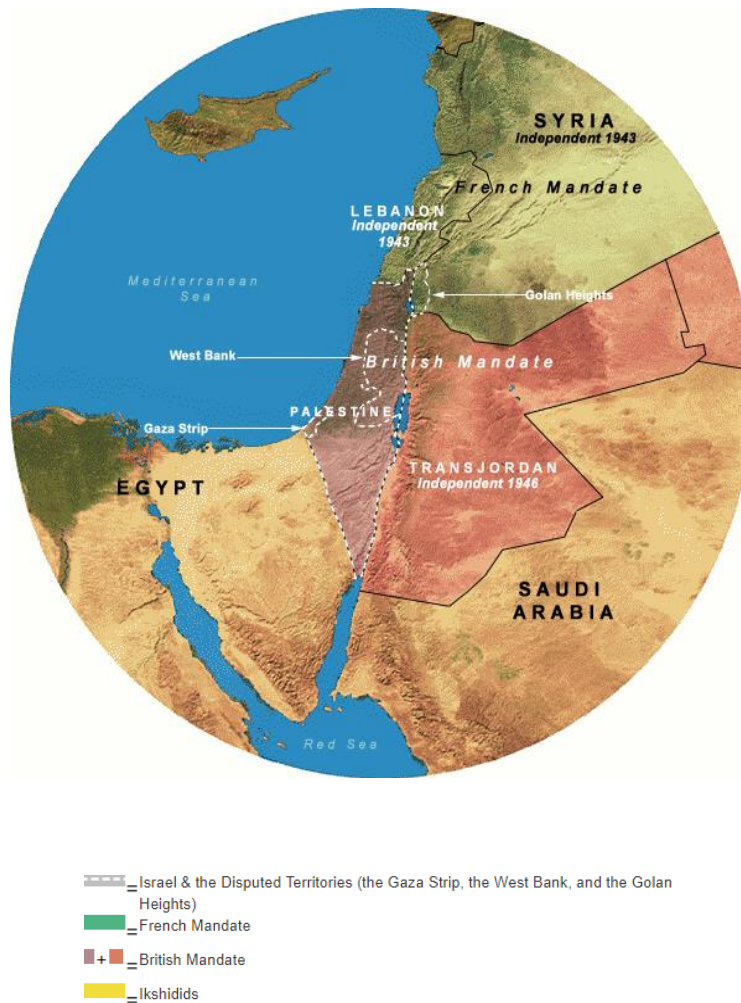 SYRIA
Independent 1943
French Mandate
LEBANON
Independent
1943
Mediterranean
Sea
Golan Heights
West Bank
British Mandate
PALESTINE
Gaza Strip
TRANSJORDAN
Independent 1946
EGYPT
SAUDI
ARABIA
Red Sea
=Israel & the Disputed Territories (the Gaza Strip, the West Bank, and the Golan
Heights)
=French Mandate
+ =British Mandate
=Ikshidids